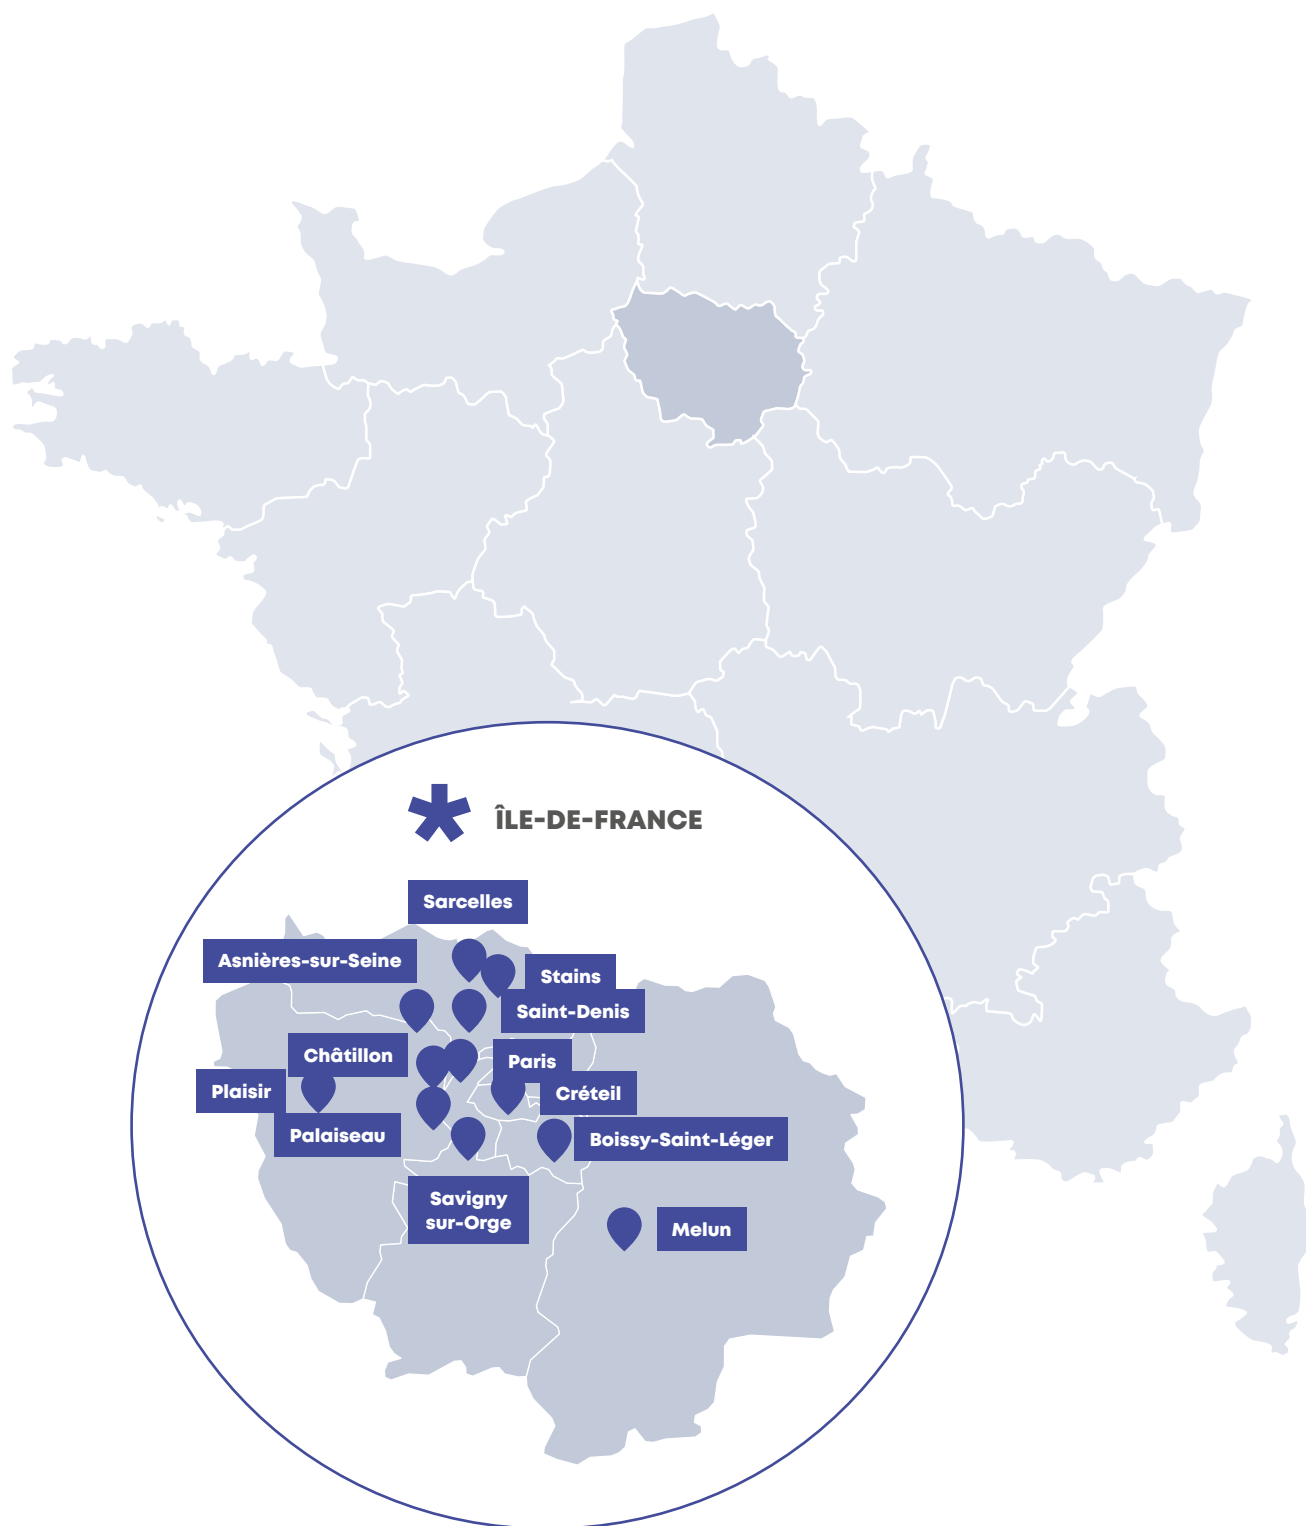 ÎLE-DE-FRANCE
Sarcelles
Asnières-sur-Seine
Stains
Saint-Denis
Châtillon
Paris
Plaisir
Créteil
Palaiseau
Boissy-Saint-Léger
Savigny
sur-Orge
Melun